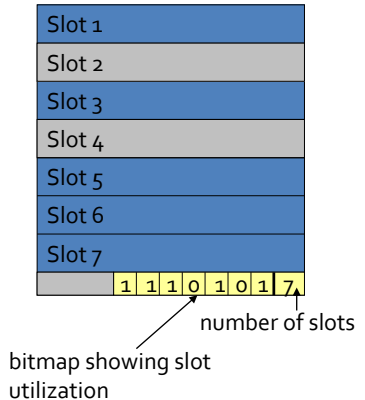 Slot 1
Slot 2
Slot 3
Slot 4
Slot 5
Slot 6
Slot 7
1 1 1 0 1 0 1 7
number of slots
bitmap showing slot
utilization